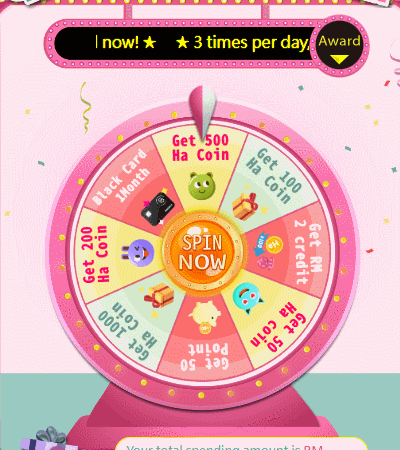 now! ★ ★ 3 times per day,
Award
Get 500
Ha Coin
Get 100
Ha Coin
Get RM
2 credit
Get 50
Ha coin
Get 50
Point
Get 1000
Ha Coin
Get 200
Ha Coin
Black Card
1Month
SPIN
NOW
Your total spending amount is RM